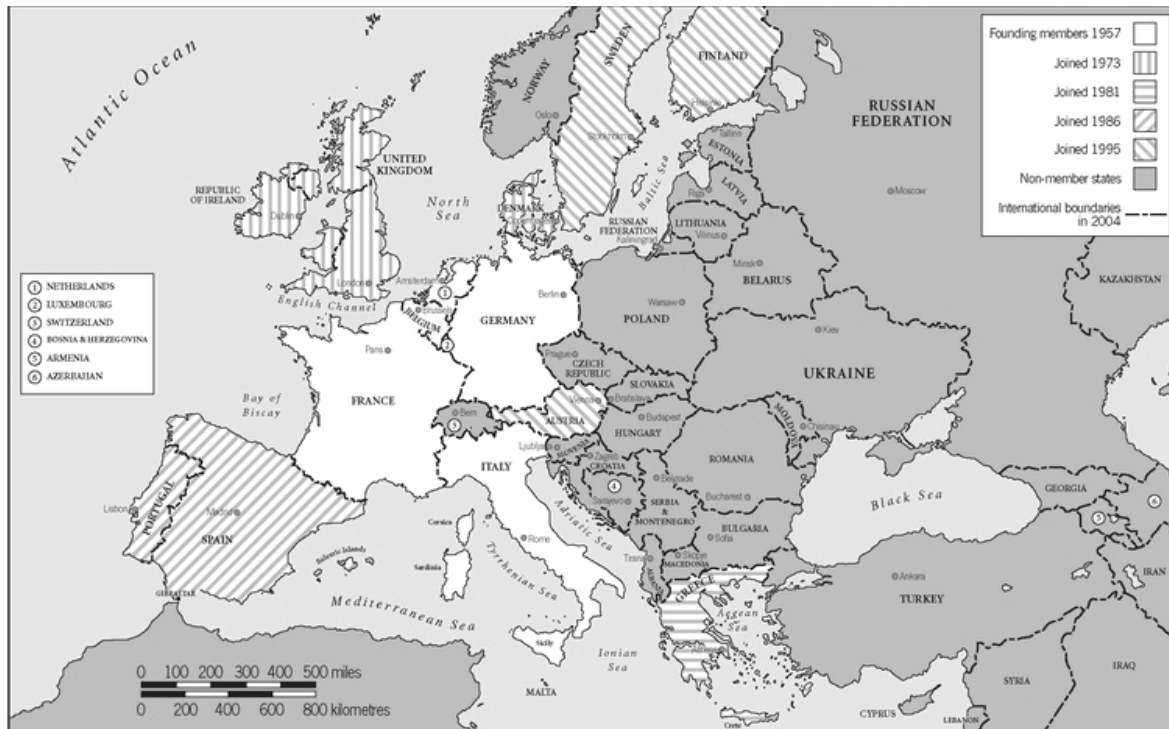 Atlantic Ocean
Founding members 1957
Joined 1973
Joined 1981
Joined 1986
Joined 1995
Non-member states
International boundaries
in 2004
NORWAY
Oslo
SWEDEN
Stockholm
FINLAND
Helsinki
RUSSIAN
FEDERATION
Moscow
Tallinn
ESTONIA
Baltic Sea
Riga
LATVIA
LITHUANIA
Vilnius
RUSSIAN
FEDERATION
Kaliningrad
UNITED
KINGDOM
REPUBLIC
OF IRELAND
Dublin
London
North
Sea
DENMARK
Copenhagen
Minsk
BELARUS
KAZAKHSTAN
1 NETHERLANDS
2 LUXEMBOURG
3 SWITZERLAND
4 BOSNIA & HERZEGOVINA
5 ARMENIA
6 AZERBAIJAN
English Channel
Amsterdam
1
Brussels
BELGIUM
2
Berlin
GERMANY
Warsaw
POLAND
Kiev
UKRAINE
Paris
FRANCE
Prague
CZECH
REPUBLIC
SLOVAKIA
Bratislava
Vienna
AUSTRIA
Budapest
HUNGARY
MOLDOVA
Chisinau
Bay of
Biscay
Bern
3
ITALY
Ljubljana
SLOVENIA
Zagreb
CROATIA
4
Sarajevo
Belgrade
SERBIA
&
MONTENEGRO
ROMANIA
Bucharest
BULGARIA
Sofia
Black Sea
GEORGIA
5
6
PORTUGAL
Lisbon
Madrid
SPAIN
GIBRALTAR
Balearic Islands
Corsica
Sardinia
Rome
Adriatic Sea
Tyrrhenian Sea
Mediterranean Sea
Tirana
ALBANIA
Skopje
MACEDONIA
GREECE
Aegean
Sea
Athens
Ionian
Sea
Sicily
MALTA
Crete
Ankara
TURKEY
CYPRUS
LEBANON
SYRIA
IRAQ
IRAN
0 100 200 300 400 500 miles
0 200 400 600 800 kilometres